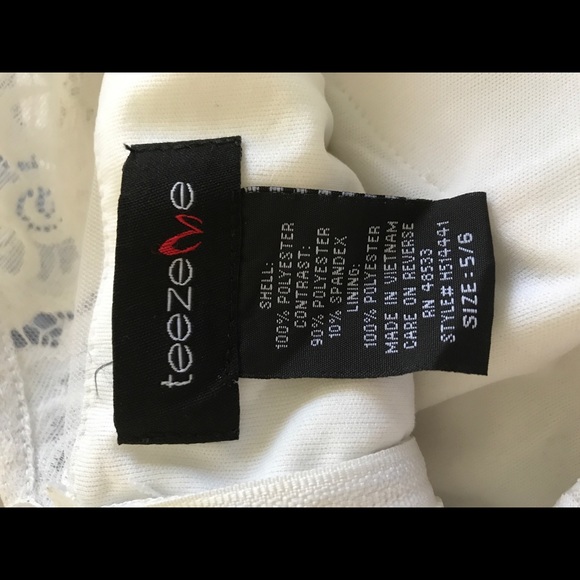 teezeme
SHELL:
100% POLYESTER
CONTRAST:
90% POLYESTER
10% SPANDEX
LINING:
100% POLYESTER
MADE IN VIETNAM
CARE ON REVERSE
RN 48533
STYLE# H514441
SIZE: 5/6